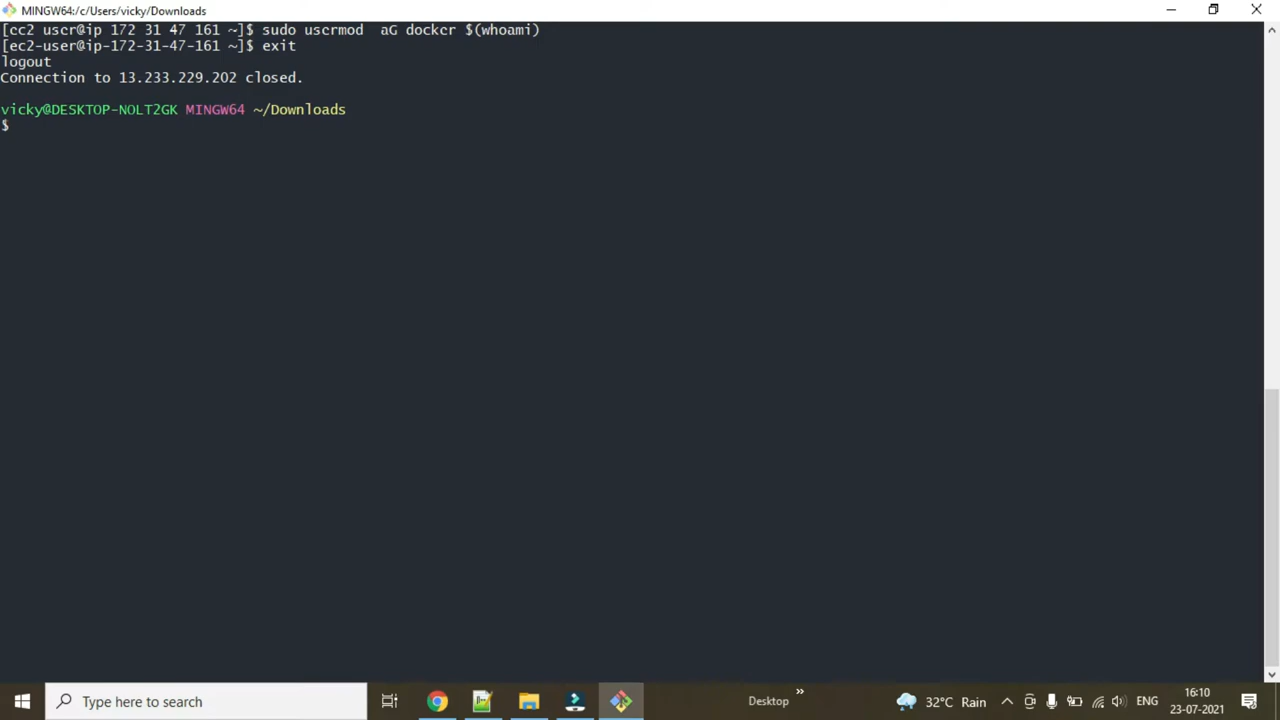 MINGW64:/c/Users/vicky/Downloads
[ec2 user@ip 172 31 47 161 ~]$ sudo usermod  aG docker $(whoami)
[ec2-user@ip-172-31-47-161 ~]$ exit
logout
Connection to 13.233.229.202 closed.
vicky@DESKTOP-NOLT2GK MINGW64 ~/Downloads
$
Type here to search
Desktop
»
32°C Rain
ENG
16:10
23-07-2021